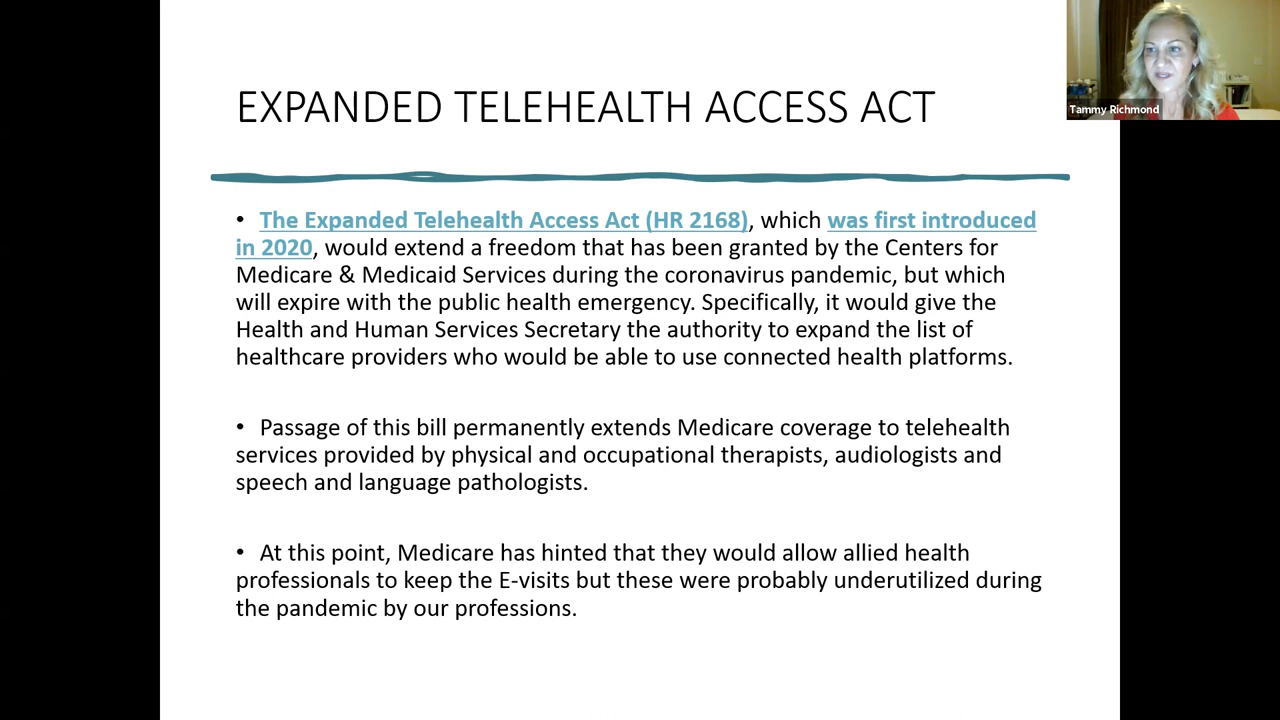 EXPANDED TELEHEALTH ACCESS ACT
Tammy Richmond
• The Expanded Telehealth Access Act (HR 2168), which was first introduced
in 2020, would extend a freedom that has been granted by the Centers for
Medicare & Medicaid Services during the coronavirus pandemic, but which
will expire with the public health emergency. Specifically, it would give the
Health and Human Services Secretary the authority to expand the list of
healthcare providers who would be able to use connected health platforms.
• Passage of this bill permanently extends Medicare coverage to telehealth
services provided by physical and occupational therapists, audiologists and
speech and language pathologists.
• At this point, Medicare has hinted that they would allow allied health
professionals to keep the E-visits but these were probably underutilized during
the pandemic by our professions.